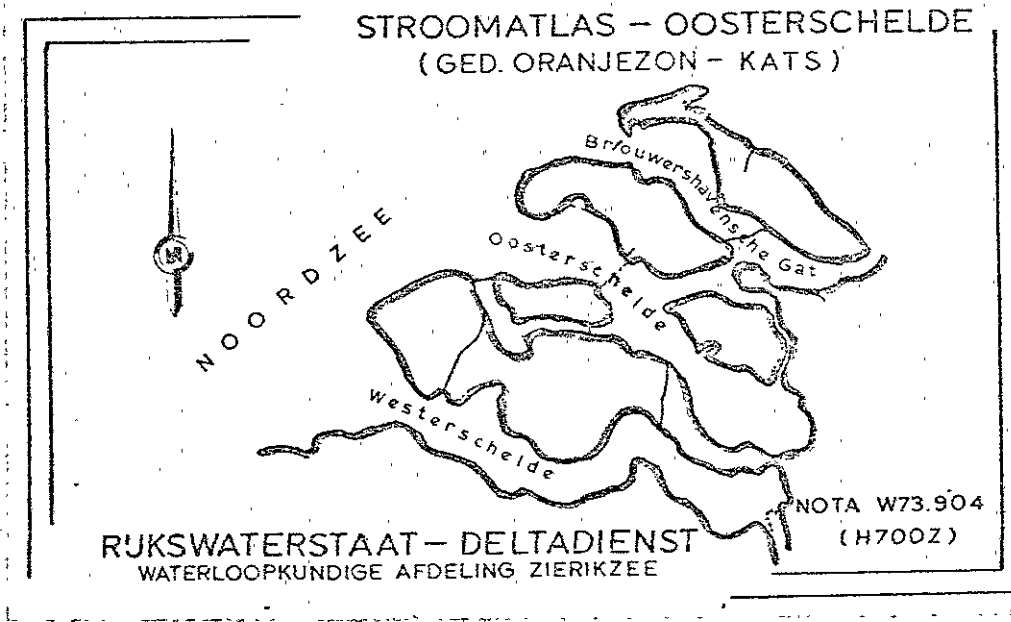 STROOMATLAS – OOSTERSCHELDE
(GED. ORANJEZON – KATS)
Brouwershavensche Gat
Oosterschelde
NOORDZEE
Westerschelde
NOTA W73.904
(H700Z)
RIJKSWATERSTAAT – DELTADIENST
WATERLOOPKUNDIGE AFDELING ZIERIKZEE